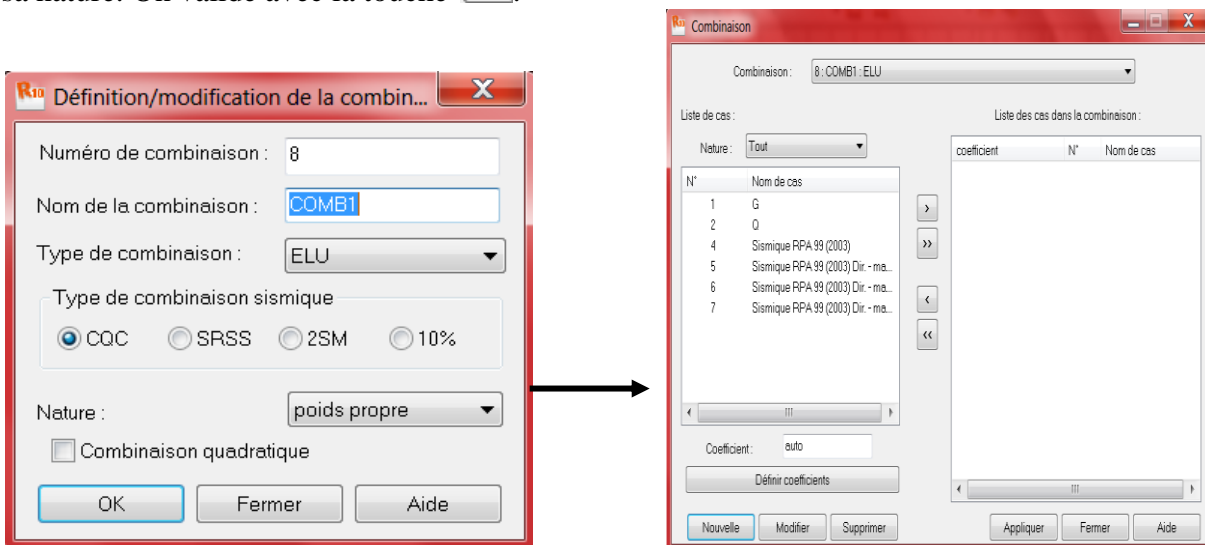 sa nature. On valide avec la touche
R10 Définition/modification de la combin... X
Numéro de combinaison : 8
Nom de la combinaison : COMB1
Type de combinaison : ELU
Type de combinaison sismique
CQC SRSS 2SM 10%
Nature : poids propre
Combinaison quadratique
OK Fermer Aide
Combinaison X
Combinaison : 8 : COMB1 : ELU
Liste de cas : Liste des cas dans la combinaison :
Nature : Tout
N° Nom de cas
1 G
2 Q
4 Sismique RPA 99 (2003)
5 Sismique RPA 99 (2003) Dir. - ma...
6 Sismique RPA 99 (2003) Dir. - ma...
7 Sismique RPA 99 (2003) Dir. - ma...
>
>>
<
<<
coefficient N° Nom de cas
Coefficient : auto
Définir coefficients
Nouvelle Modifier Supprimer Appliquer Fermer Aide